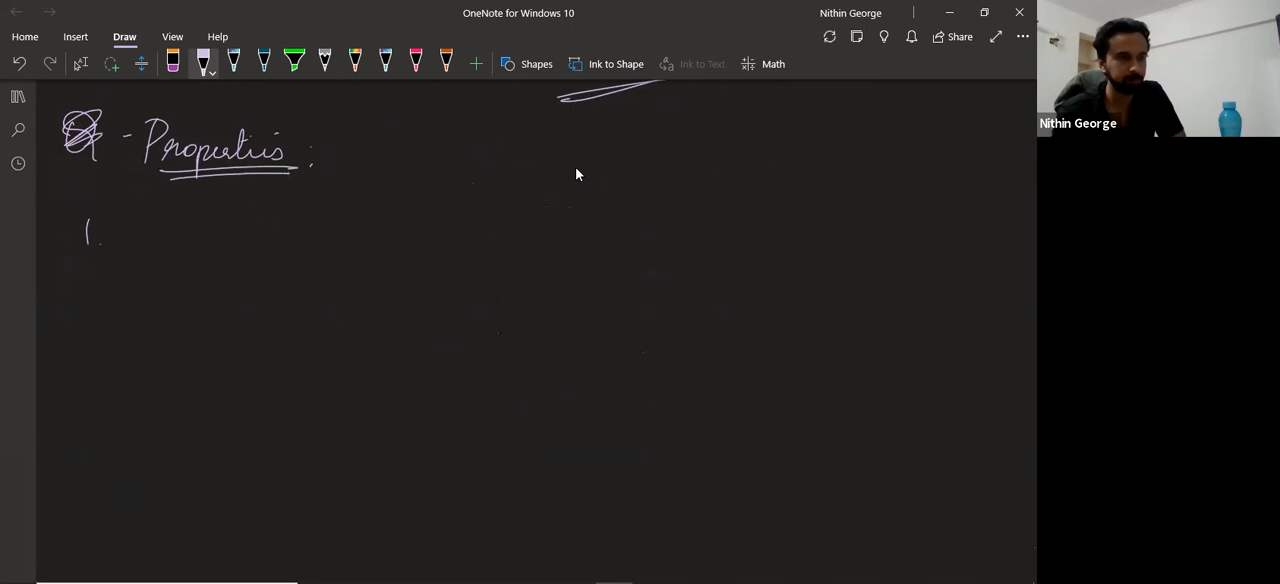 OneNote for Windows 10
Nithin George
Home Insert Draw View Help
Share
Shapes Ink to Shape Ink to Text Math
Nithin George
- Properties :
1.